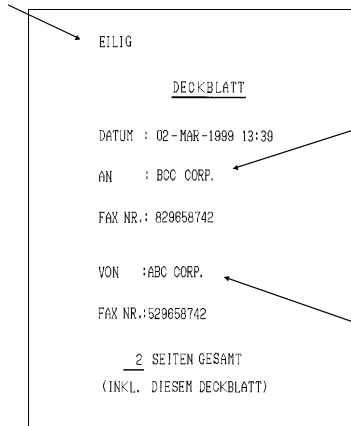 EILIG
DECKBLATT
DATUM : 02-MAR-1999 13:39
AN : BCC CORP.
FAX NR.: 829658742
VON :ABC CORP.
FAX NR.:529658742
2 SEITEN GESAMT
(INKL. DIESEM DECKBLATT)